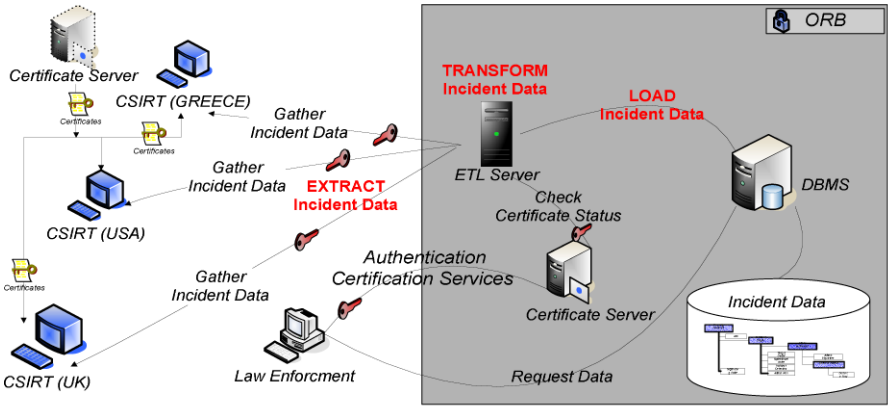 ORB
Certificate Server
CSIRT (GREECE)
Certificates
Certificates
Gather
Incident Data
TRANSFORM
Incident Data
LOAD
Incident Data
Gather
Incident Data
EXTRACT
Incident Data
ETL Server
DBMS
CSIRT (USA)
Check
Certificate Status
Authentication
Certification Services
Gather
Incident Data
Certificates
Certificate Server
Incident Data
CSIRT (UK)
Law Enforcment
Request Data